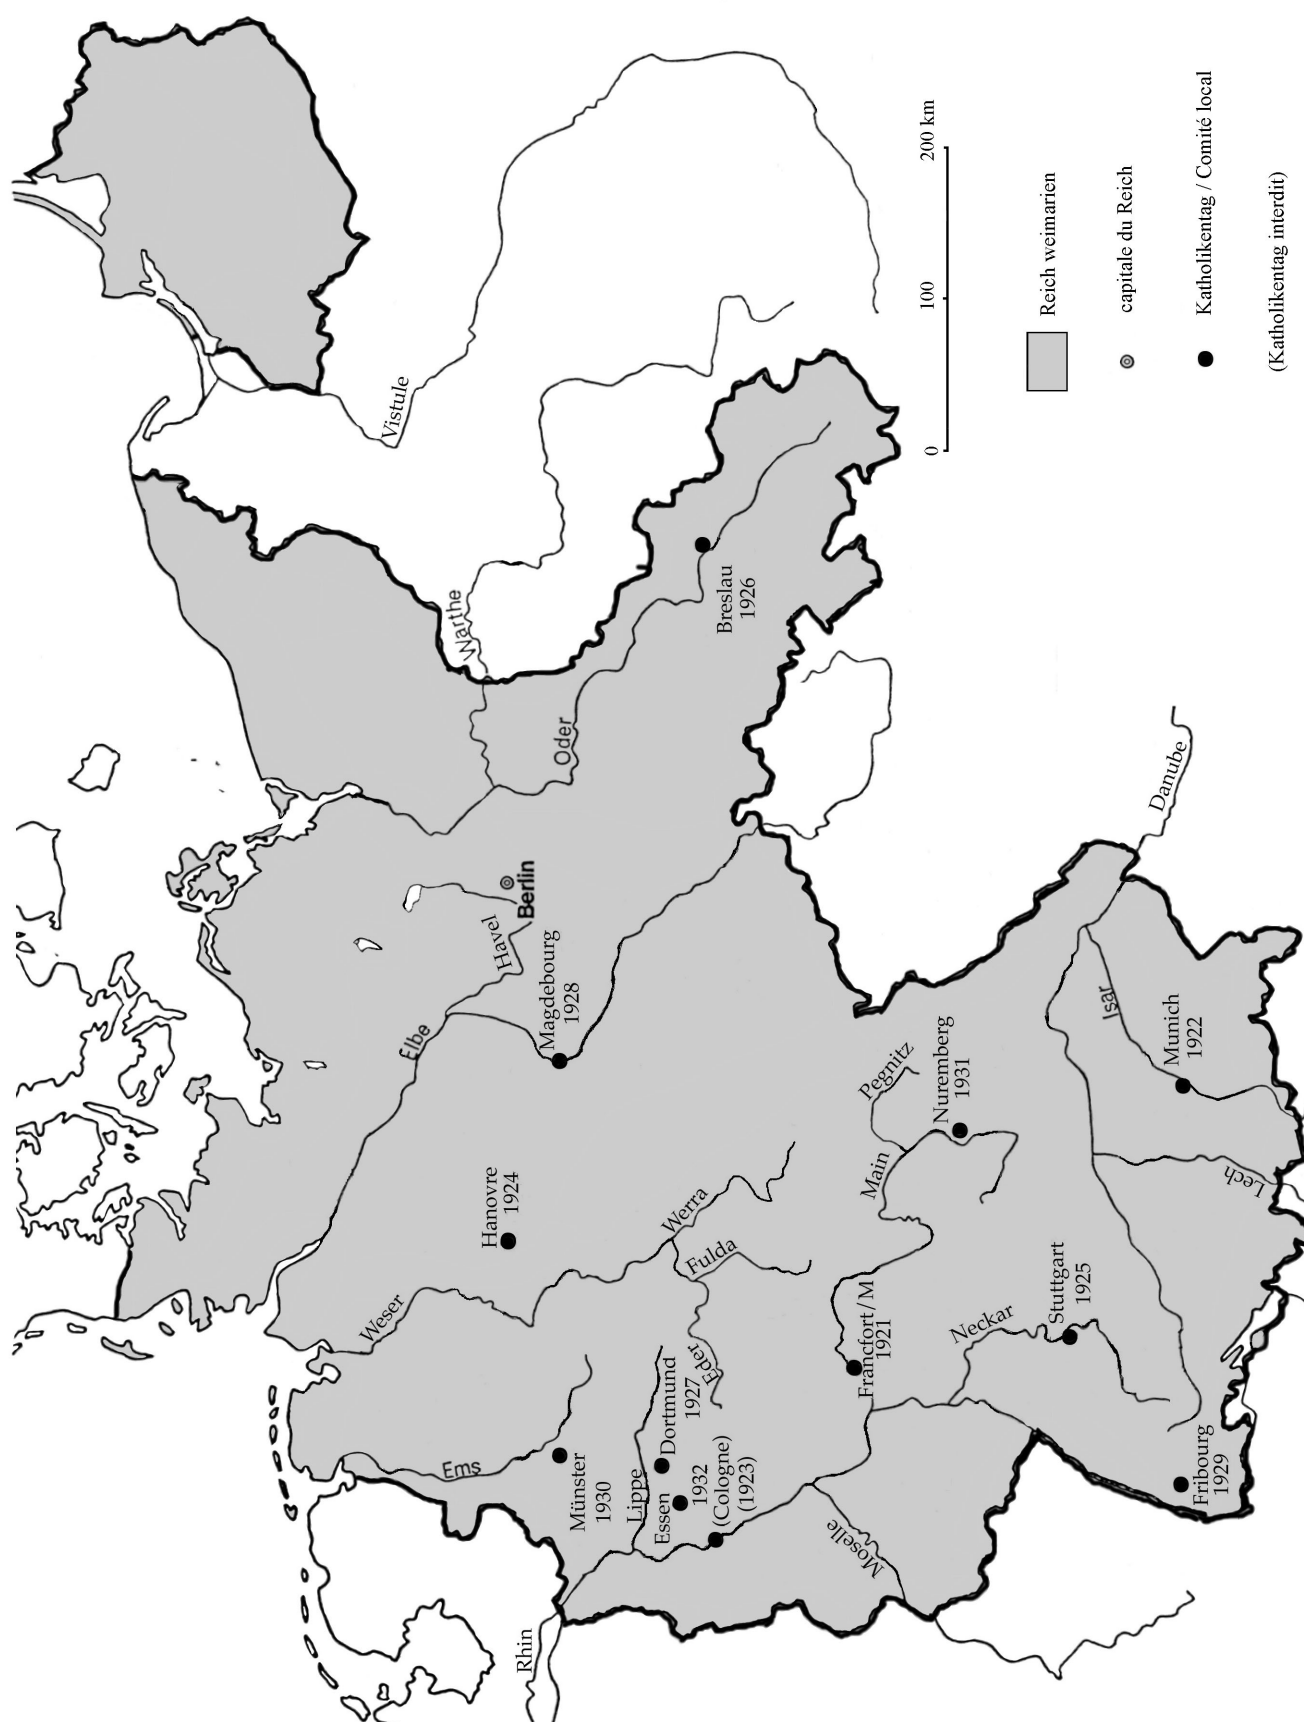 Vistule
Warthe
Oder
Breslau
1926
Berlin
Havel
Elbe
Magdebourg
1928
Hanovre
1924
Weser
Werra
Fulda
Eder
Ems
Münster
1930
Lippe
Dortmund
1927
Essen
1932
(Cologne)
(1923)
Rhin
Moselle
Francfort/M
1921
Main
Pegnitz
Nuremberg
1931
Neckar
Stuttgart
1925
Fribourg
1929
Lech
Munich
1922
Isar
Danube
0
100
200 km
Reich weimarien
capitale du Reich
Katholikentag / Comité local
(Katholikentag interdit)